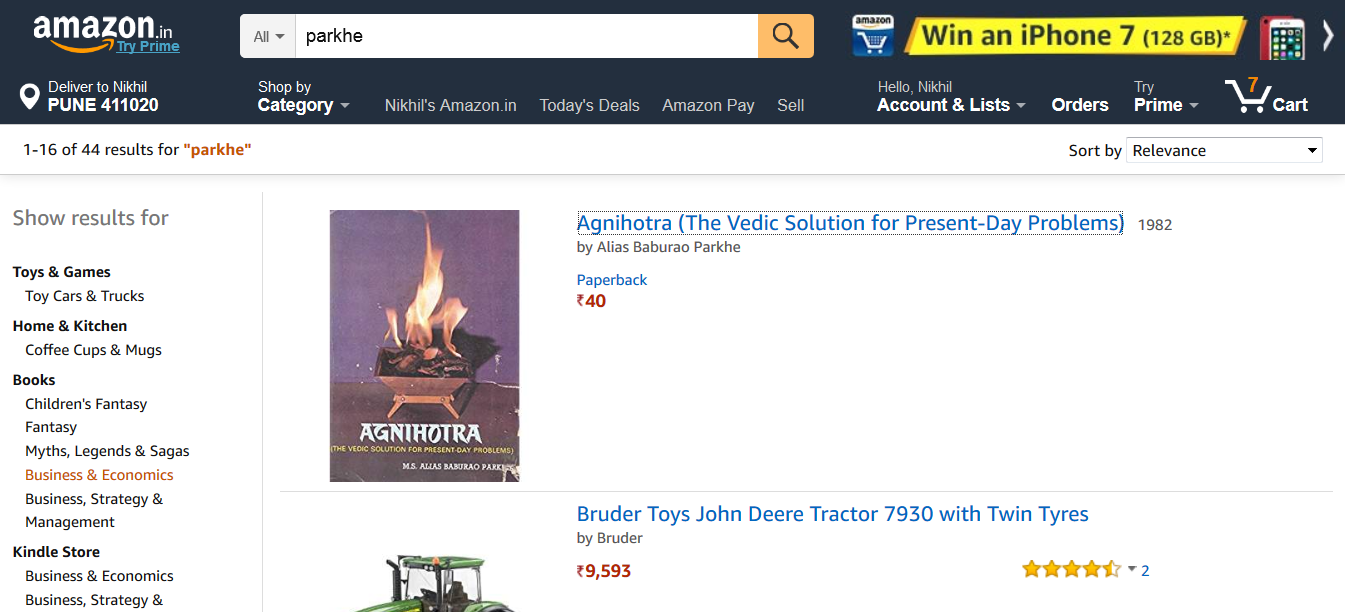 amazon.in
Try Prime
All
parkhe
amazon
Win an iPhone 7 (128 GB)*
Deliver to Nikhil
PUNE 411020
Shop by
Category
Nikhil's Amazon.in
Today's Deals
Amazon Pay
Sell
Hello, Nikhil
Account & Lists
Orders
Try
Prime
7
Cart
1-16 of 44 results for "parkhe"
Sort by
Relevance
Show results for
Toys & Games
Toy Cars & Trucks
Home & Kitchen
Coffee Cups & Mugs
Books
Children's Fantasy
Fantasy
Myths, Legends & Sagas
Business & Economics
Business, Strategy &
Management
Kindle Store
Business & Economics
Business, Strategy &
AGNIHOTRA
(THE VEDIC SOLUTION FOR PRESENT-DAY PROBLEMS)
M.S. ALIAS BABURAO PARKHE
Agnihotra (The Vedic Solution for Present-Day Problems) 1982
by Alias Baburao Parkhe
Paperback
₹40
Bruder Toys John Deere Tractor 7930 with Twin Tyres
by Bruder
₹9,593
2